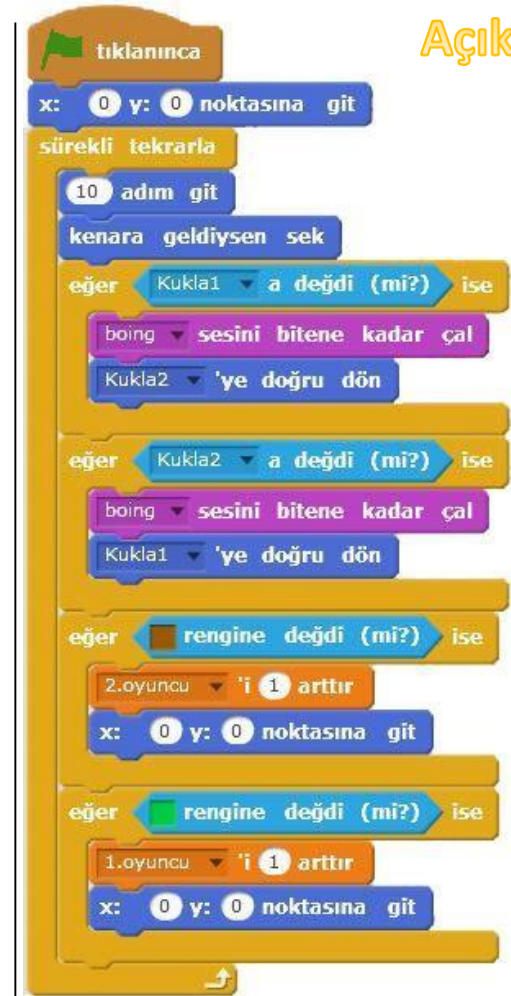 Açık
tıklanınca
x: 0 y: 0 noktasına git
sürekli tekrarla
10 adım git
kenara geldiysen sek
eğer Kukla1 a değdi (mi?) ise
boing sesini bitene kadar çal
Kukla2 'ye doğru dön
eğer Kukla2 a değdi (mi?) ise
boing sesini bitene kadar çal
Kukla1 'ye doğru dön
eğer rengine değdi (mi?) ise
2.oyuncu 'i 1 arttır
x: 0 y: 0 noktasına git
eğer rengine değdi (mi?) ise
1.oyuncu 'i 1 arttır
x: 0 y: 0 noktasına git